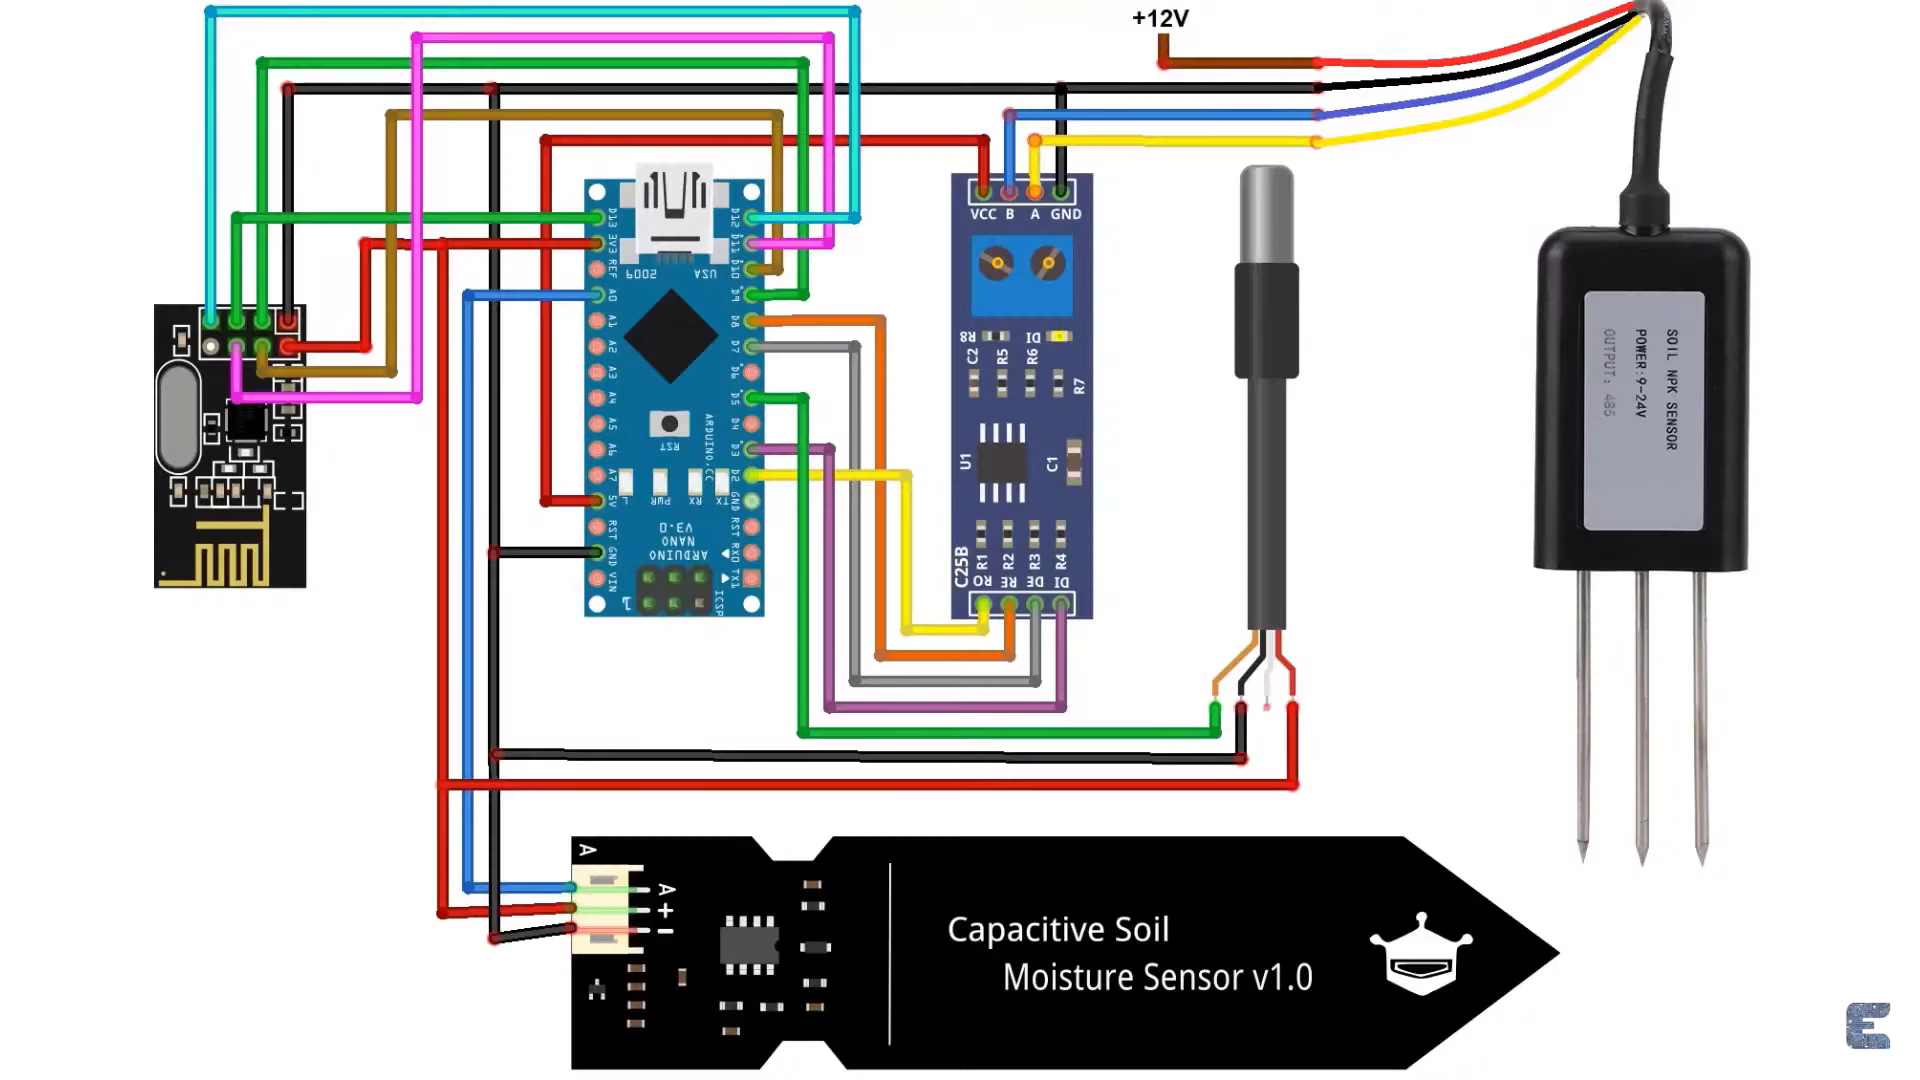 +12V
VCC B A GND
D13
3V3
REF
A0
A1
A2
A3
A4
A5
A6
A7
5V
RST
GND
VIN
D12
D11
D10
D9
D8
D7
D6
D5
D4
D3
D2
GND
RST
RX0
TX1
2009
USA
RST
ARDUINO.CC
L
PWR
RX
TX
V3.0
NANO
ARDUINO
ICSP
1
R8
D1
C2
R5
R6
R7
U1
C1
C25B
R1
R2
R3
R4
RO
RE
DE
DI
SOIL NPK SENSOR
POWER:9-24V
OUTPUT: 485
A
A
+
-
Capacitive Soil
Moisture Sensor v1.0
E